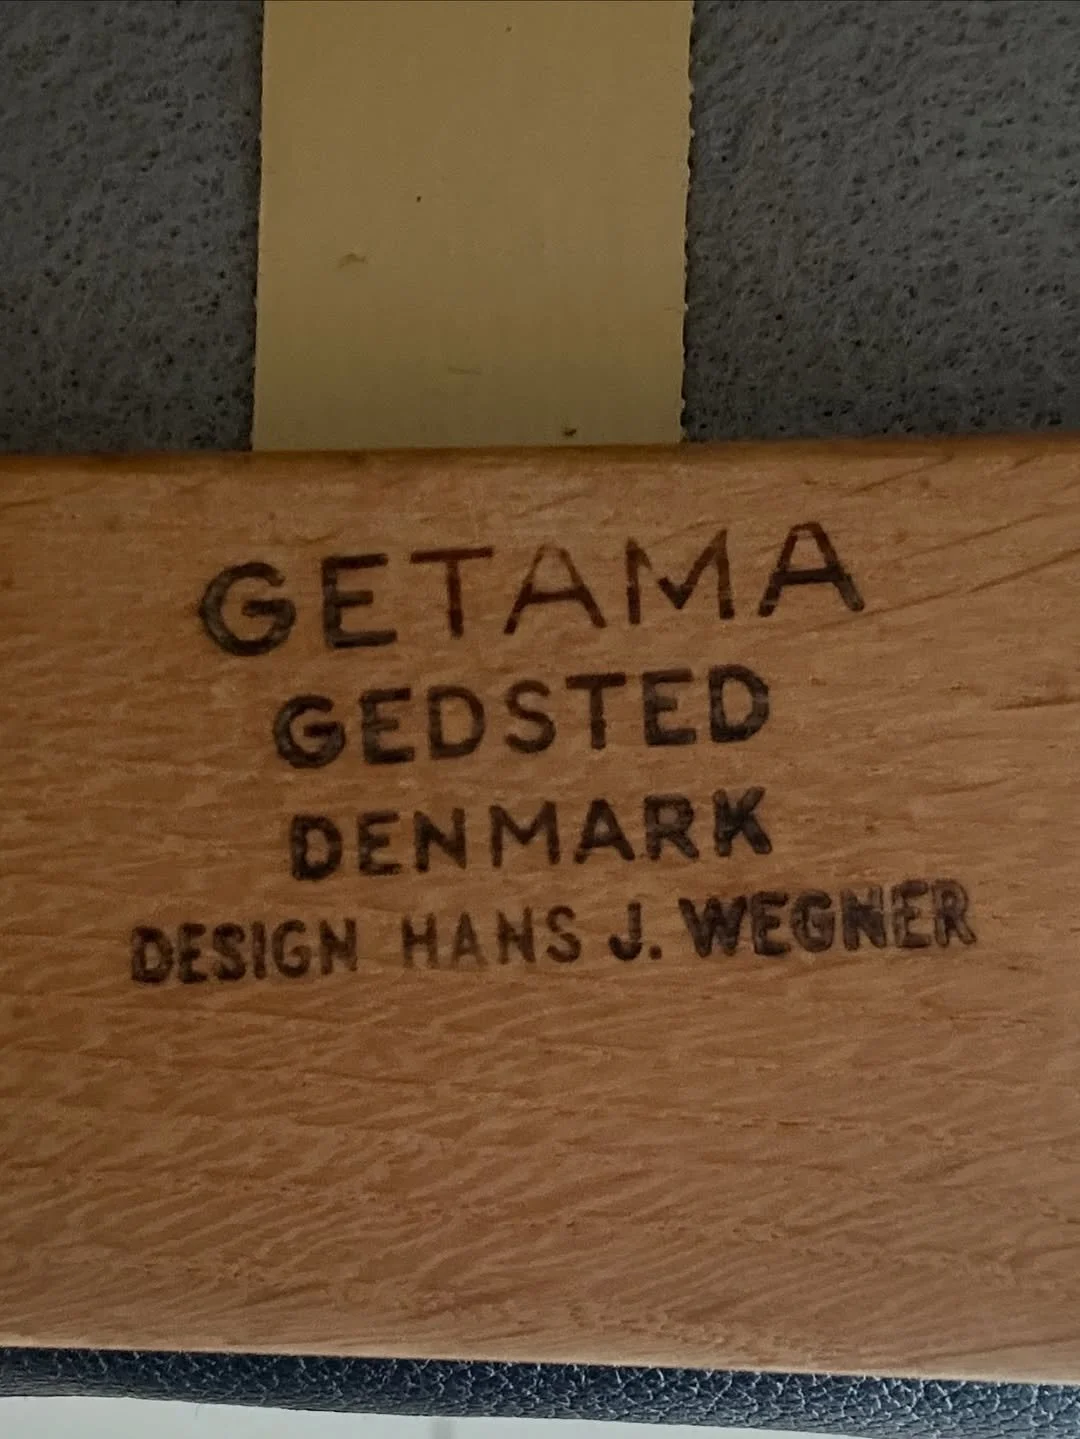 GETAMA
GEDSTED
DENMARK
DESIGN HANS J. WEGNER